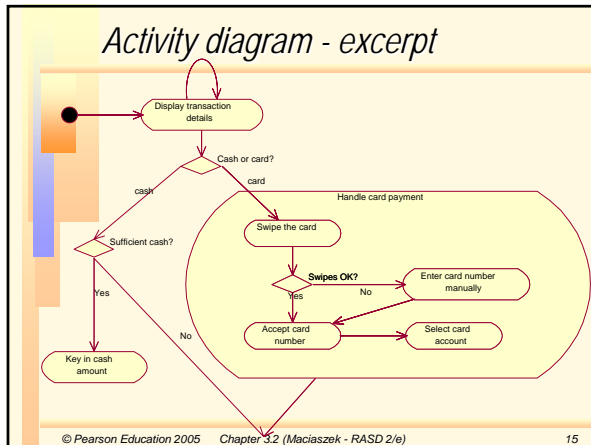 Activity diagram - excerpt
Display transaction
details
Cash or card?
cash
card
Handle card payment
Swipe the card
Sufficient cash?
Swipes OK?
Yes
No
Enter card number
manually
Yes
Accept card
number
Select card
account
No
Key in cash
amount
© Pearson Education 2005 Chapter 3.2 (Maciaszek - RASD 2/e) 15